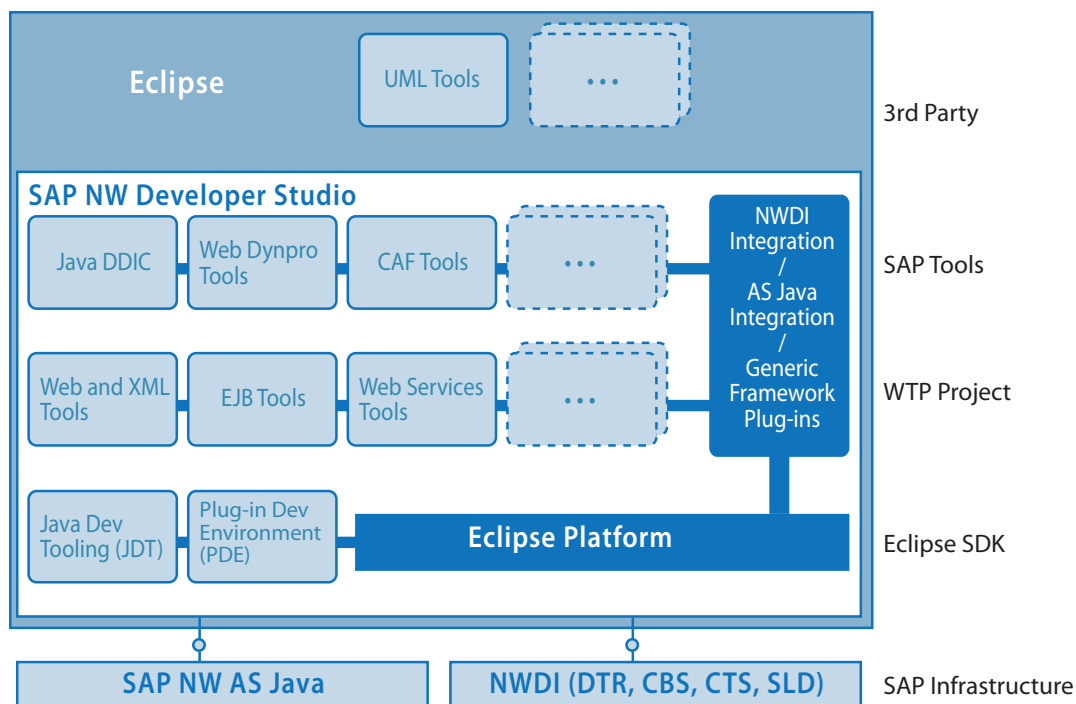 Eclipse
UML Tools
...
3rd Party
SAP NW Developer Studio
Java DDIC
Web Dynpro
Tools
CAF Tools
...
NWDI
Integration
/
AS Java
Integration
/
Generic
Framework
Plug-ins
SAP Tools
Web and XML
Tools
EJB Tools
Web Services
Tools
...
WTP Project
Java Dev
Tooling (JDT)
Plug-in Dev
Environment
(PDE)
Eclipse Platform
Eclipse SDK
SAP NW AS Java
NWDI (DTR, CBS, CTS, SLD)
SAP Infrastructure